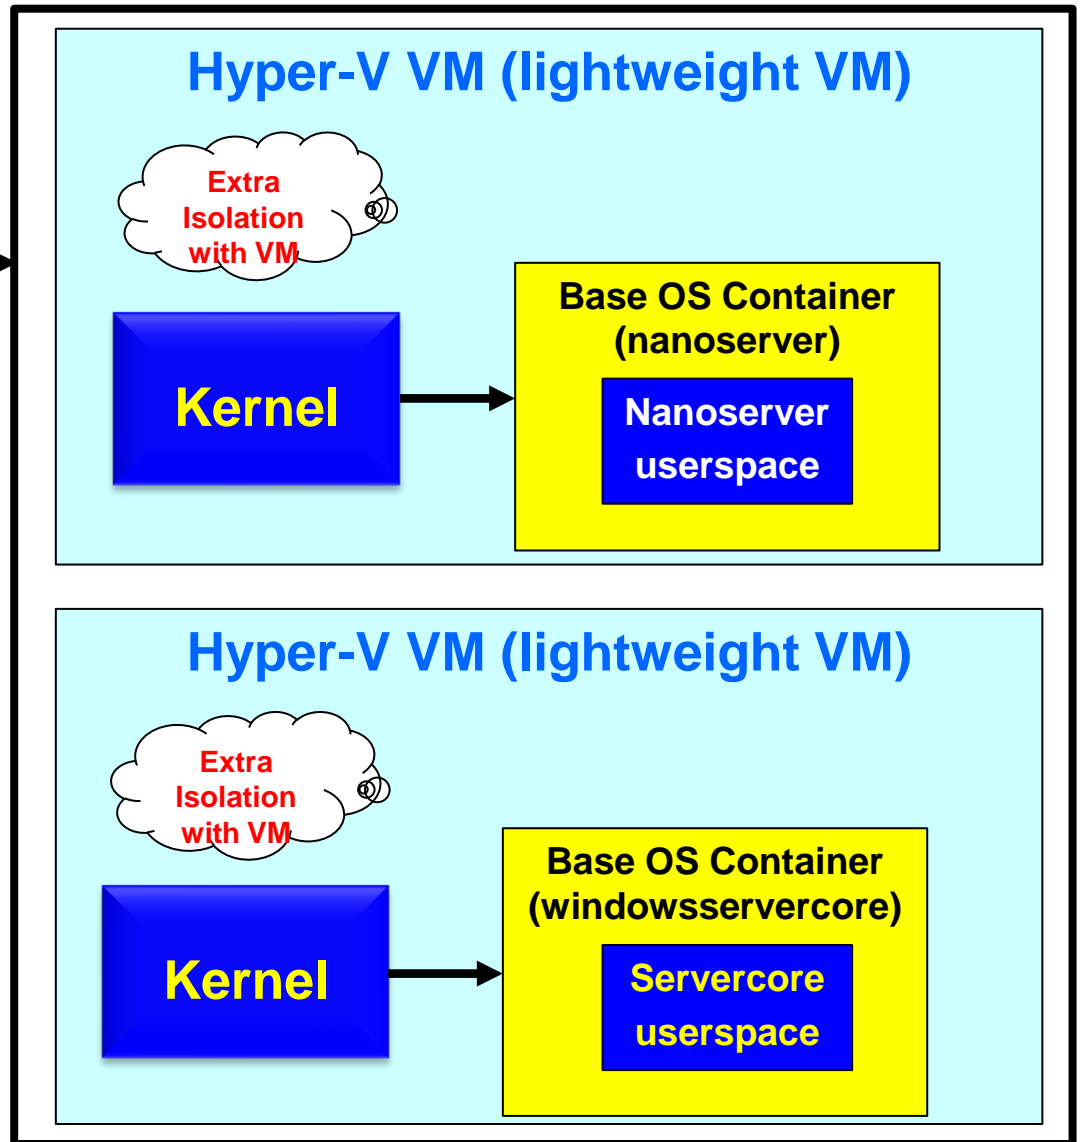 Hyper-V VM (lightweight VM)
Extra
Isolation
with VM
Kernel
Base OS Container
(nanoserver)
Nanoserver
userspace
Hyper-V VM (lightweight VM)
Extra
Isolation
with VM
Kernel
Base OS Container
(windowsservercore)
Servercore
userspace